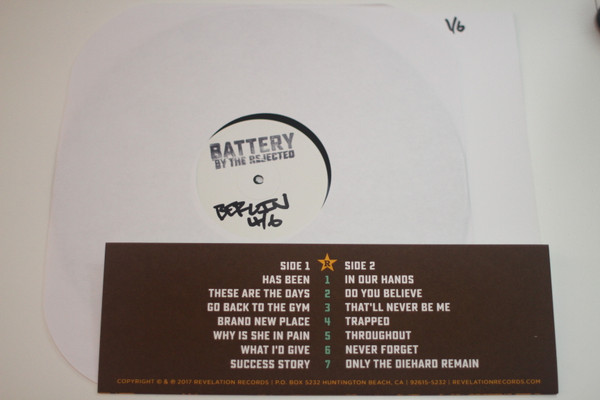 1/6
BATTERY
BY THE REJECTED
BERLIN
4/6
SIDE 1 R SIDE 2
HAS BEEN 1 IN OUR HANDS
THESE ARE THE DAYS 2 DO YOU BELIEVE
GO BACK TO THE GYM 3 THAT'LL NEVER BE ME
BRAND NEW PLACE 4 TRAPPED
WHY IS SHE IN PAIN 5 THROUGHOUT
WHAT I'D GIVE 6 NEVER FORGET
SUCCESS STORY 7 ONLY THE DIEHARD REMAIN
COPYRIGHT © & ℗ 2017 REVELATION RECORDS | P.O. BOX 5232 HUNTINGTON BEACH, CA | 92615-5232 | REVELATIONRECORDS.COM